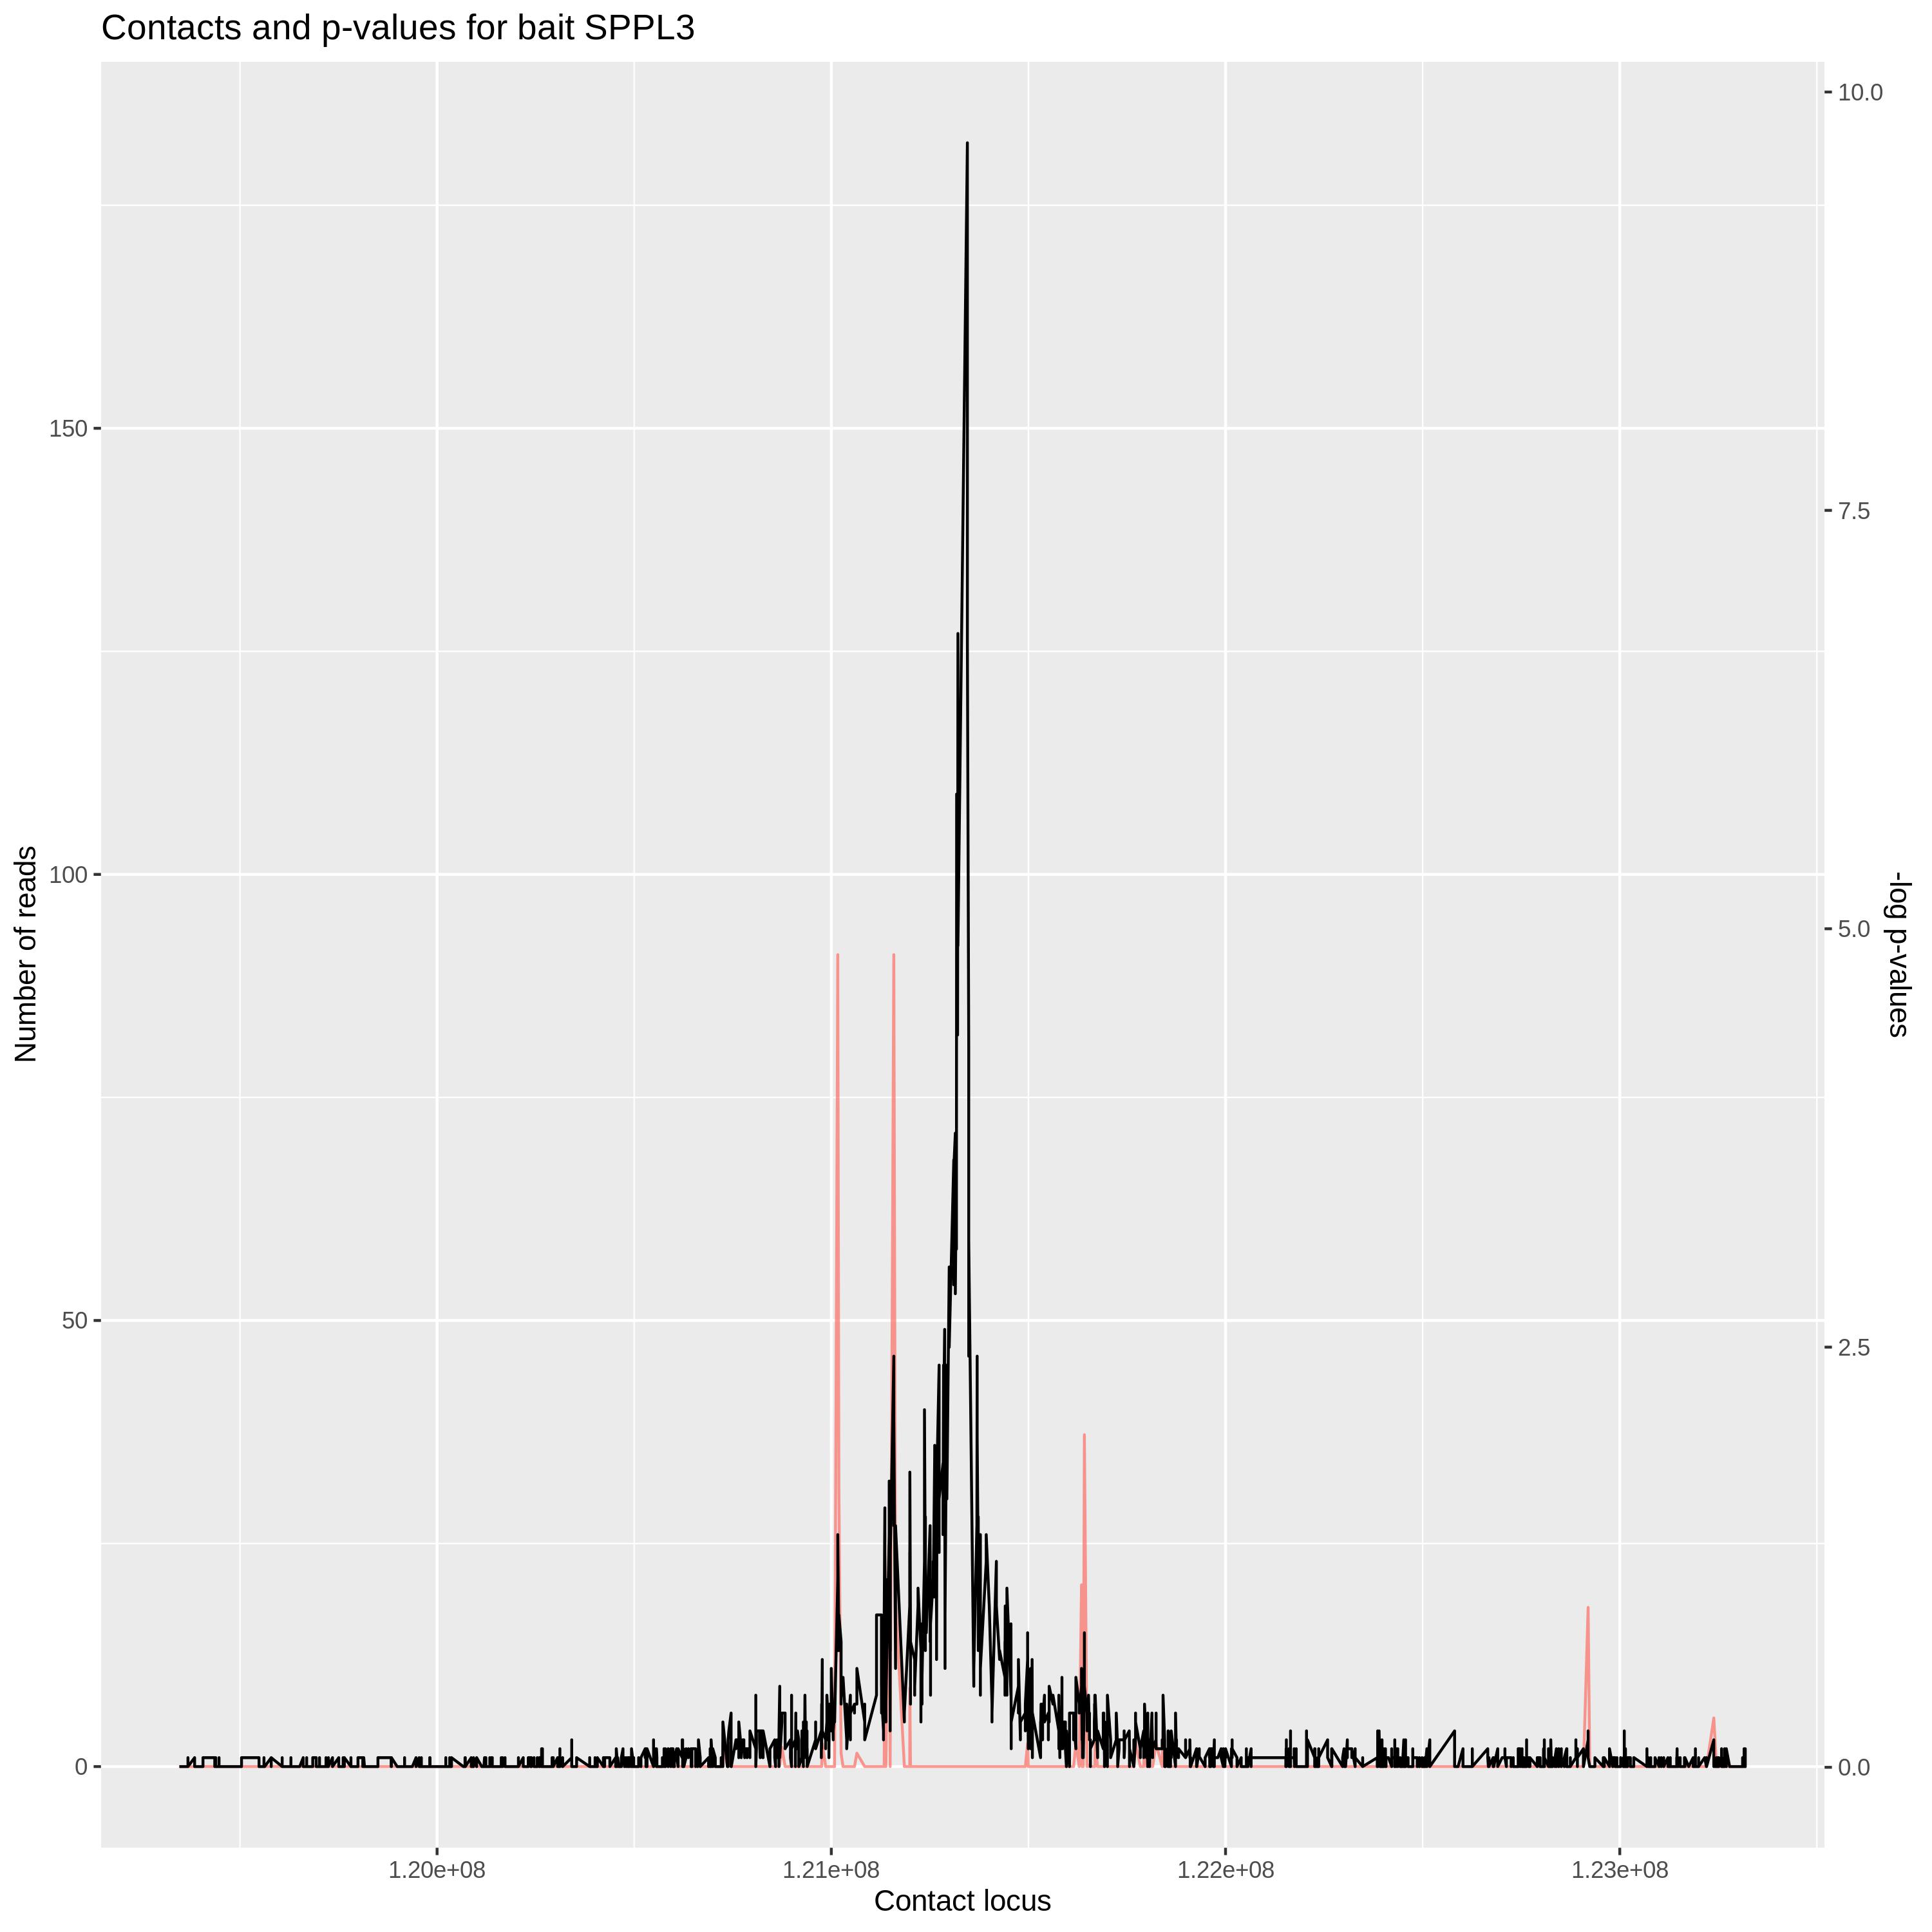 Contacts and p-values for bait SPPL3
Number of reads
150
100
50
0
10.0
7.5
5.0
2.5
0.0
-log p-values
1.20e+08
1.21e+08
1.22e+08
1.23e+08
Contact locus